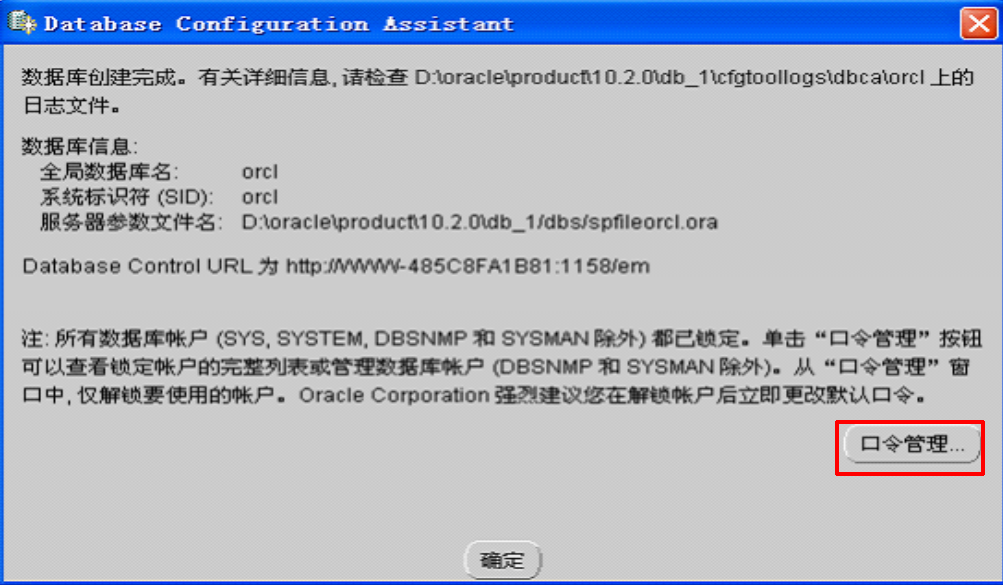 Database Configuration Assistant
数据库创建完成。有关详细信息, 请检查 D:\oracle\product\10.2.0\db_1\cfgtoollogs\dbca\orcl 上的
日志文件。
数据库信息:
全局数据库名: orcl
系统标识符 (SID): orcl
服务器参数文件名: D:\oracle\product\10.2.0\db_1/dbs/spfileorcl.ora
Database Control URL 为 http://WWW-485C8FA1B81:1158/em
注: 所有数据库帐户 (SYS, SYSTEM, DBSNMP 和 SYSMAN 除外) 都已锁定。单击“口令管理”按钮
可以查看锁定帐户的完整列表或管理数据库帐户 (DBSNMP 和 SYSMAN 除外)。从“口令管理”窗
口中, 仅解锁要使用的帐户。Oracle Corporation 强烈建议您在解锁帐户后立即更改默认口令。
口令管理...
确定